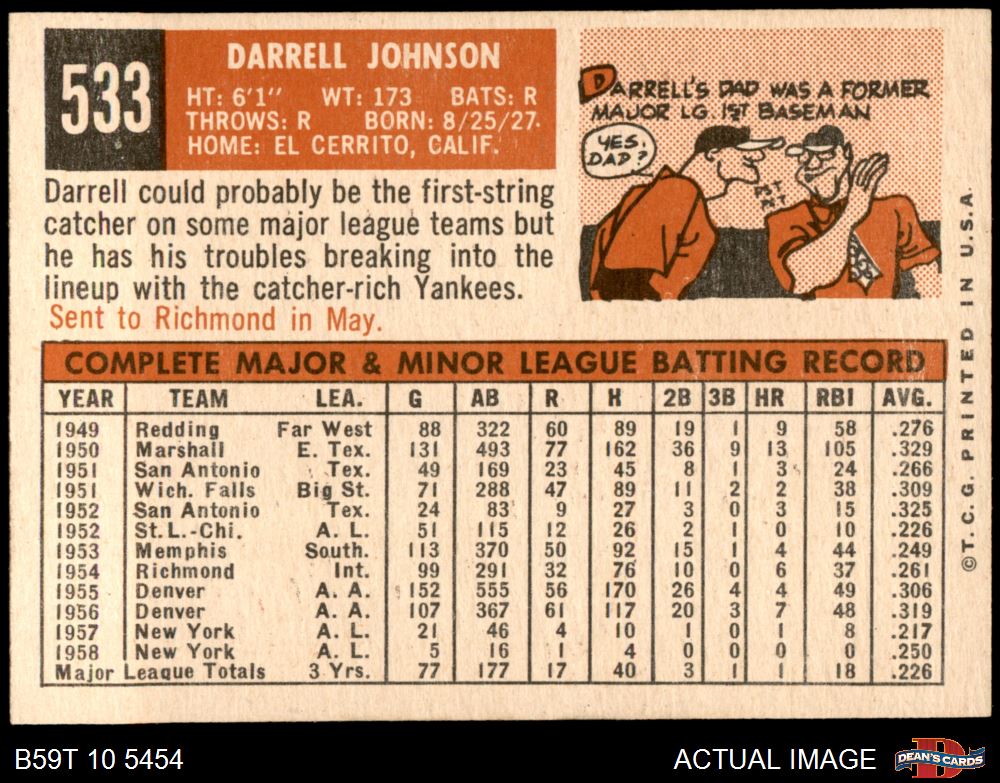 533
DARRELL JOHNSON
HT: 6'1" WT: 173 BATS: R
THROWS: R BORN: 8/25/27.
HOME: EL CERRITO, CALIF.
DARRELL'S DAD WAS A FORMER
MAJOR LG. 1ST BASEMAN
YES,
DAD?
Darrell could probably be the first-string
catcher on some major league teams but
he has his troubles breaking into the
lineup with the catcher-rich Yankees.
Sent to Richmond in May.
COMPLETE MAJOR & MINOR LEAGUE BATTING RECORD
YEAR TEAM LEA. G AB R H 2B 3B HR RBI AVG.
1949 Redding Far West 88 322 60 89 19 1 9 58 .276
1950 Marshall E. Tex. 131 493 77 162 36 9 13 105 .329
1951 San Antonio Tex. 49 169 23 45 8 1 3 24 .266
1951 Wich. Falls Big St. 71 288 47 89 11 2 2 38 .309
1952 San Antonio Tex. 24 83 9 27 3 0 3 15 .325
1952 St.L.-Chi. A. L. 51 115 12 26 2 1 0 10 .226
1953 Memphis South. 113 370 50 92 15 1 4 44 .249
1954 Richmond Int. 99 291 32 76 10 0 6 37 .261
1955 Denver A. A. 152 555 56 170 26 4 4 49 .306
1956 Denver A. A. 107 367 61 117 20 3 7 48 .319
1957 New York A. L. 21 46 4 10 1 0 1 8 .217
1958 New York A. L. 5 16 1 4 0 0 0 0 .250
Major League Totals 3 Yrs. 77 177 17 40 3 1 1 18 .226
© T. C. G. PRINTED IN U.S.A.
B59T 10 5454
ACTUAL IMAGE
D
DEAN'S CARDS